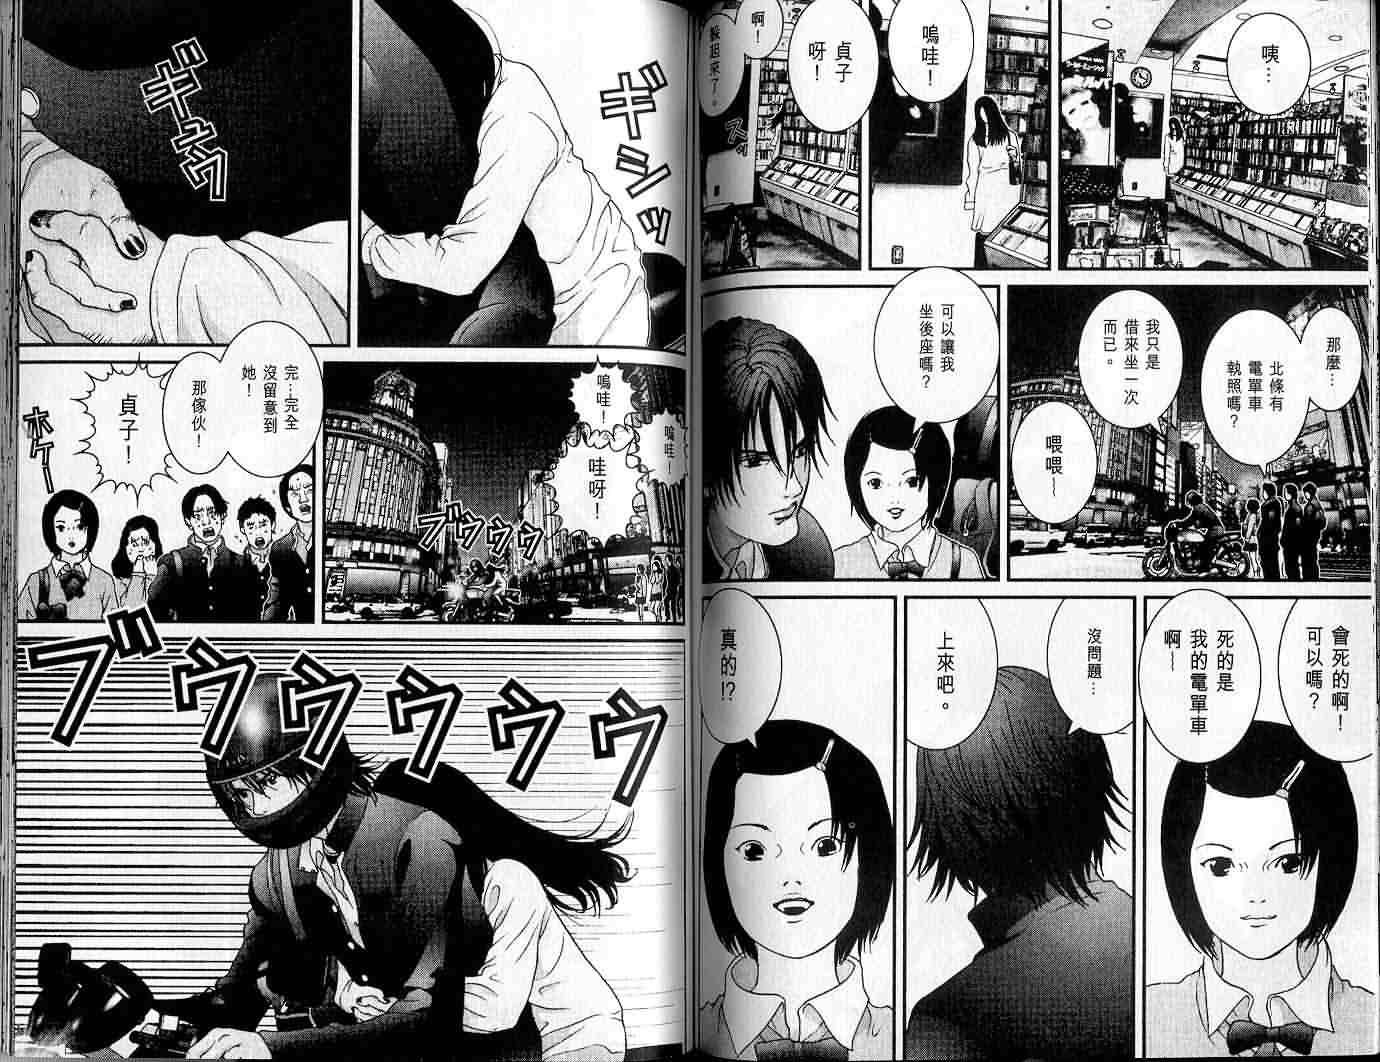 咦…
嗚哇！
貞子
呀！
啊！
躲起來了。
スッ
那麼…
北條有
電單車
執照嗎？
我只是
借來坐一次
而已。
喂喂！～
可以讓我
坐後座嗎？
會死的啊！
可以嗎？
死的是
我的電單車
啊～
沒問題…
上來吧。
真的!?
ギシッ
ギュウ
嗚哇！
嗚哇！
哇呀！
ブウウウウ
完…完全
沒留意到
她！
那傢伙！
貞子！
ホケー
ブウウウウウ